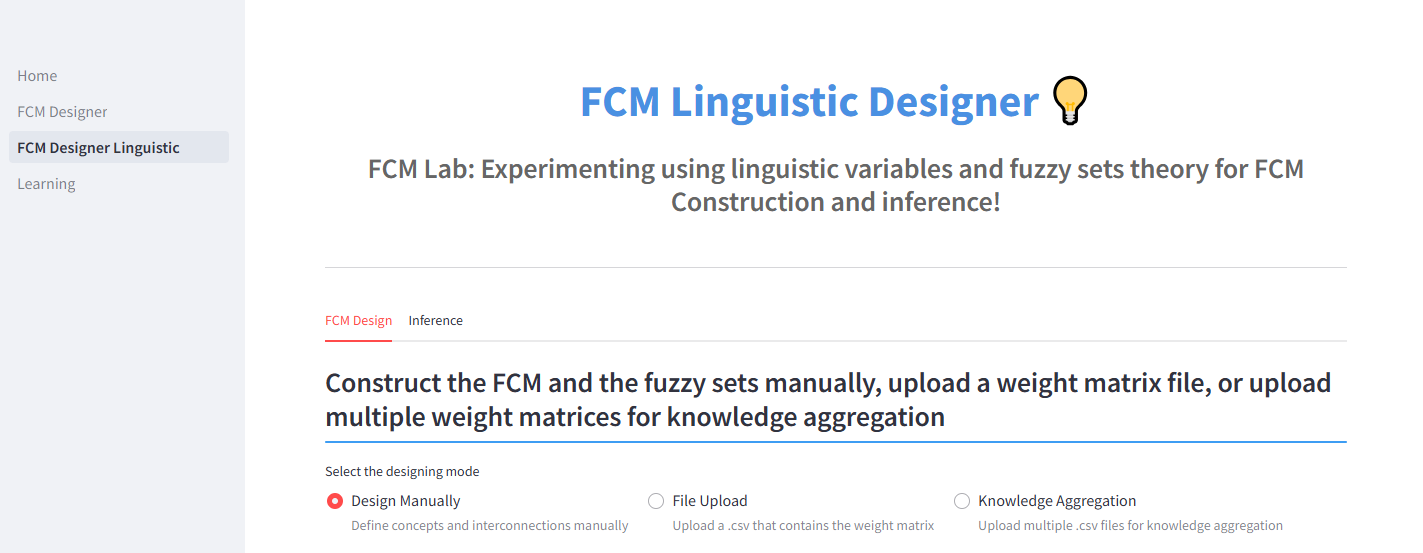 Home
FCM Designer
FCM Designer Linguistic
Learning
FCM Linguistic Designer
FCM Lab: Experimenting using linguistic variables and fuzzy sets theory for FCM
Construction and inference!
FCM Design Inference
Construct the FCM and the fuzzy sets manually, upload a weight matrix file, or upload
multiple weight matrices for knowledge aggregation
Select the designing mode
Design Manually File Upload Knowledge Aggregation
Define concepts and interconnections manually Upload a .csv that contains the weight matrix Upload multiple .csv files for knowledge aggregation